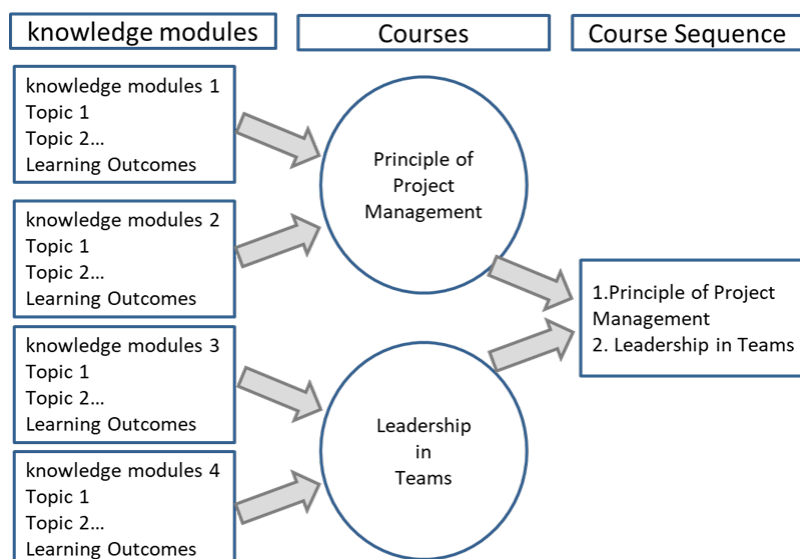 knowledge modules
Courses
Course Sequence
knowledge modules 1
Topic 1
Topic 2...
Learning Outcomes
knowledge modules 2
Topic 1
Topic 2...
Learning Outcomes
knowledge modules 3
Topic 1
Topic 2...
Learning Outcomes
knowledge modules 4
Topic 1
Topic 2...
Learning Outcomes
Principle of
Project
Management
Leadership
in
Teams
1.Principle of Project
Management
2. Leadership in Teams